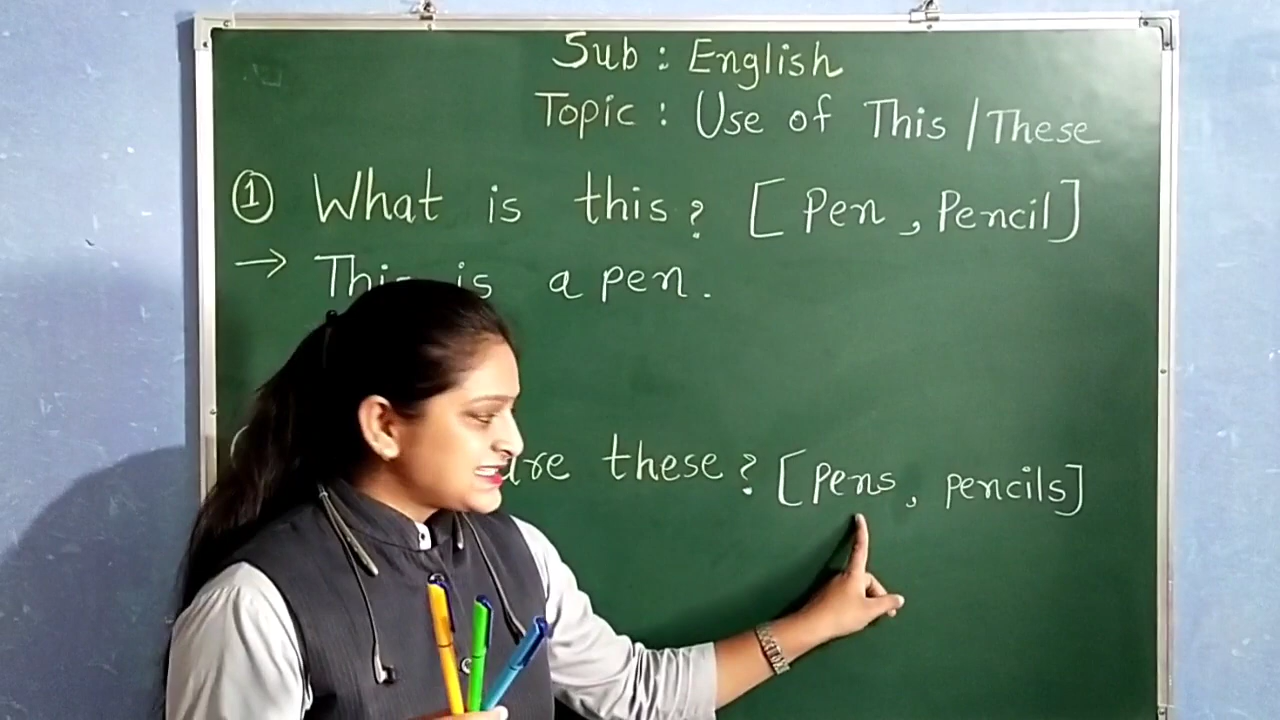 Sub : English
Topic : Use of This / These
① What is this? [ Pen , Pencil ]
→ This is a pen.
are these? [ pens, pencils ]